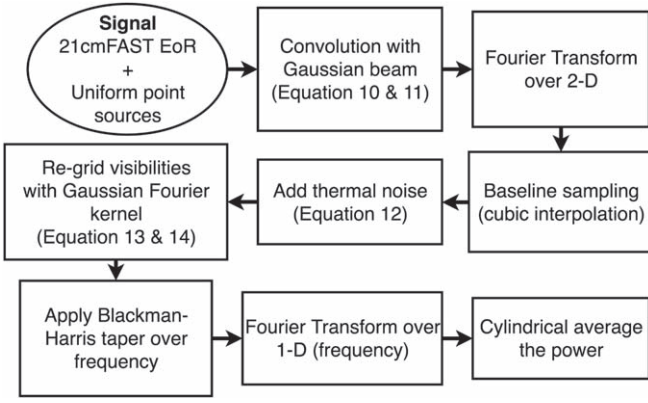 Signal
21cmFAST EoR
+
Uniform point
sources
Convolution with
Gaussian beam
(Equation 10 & 11)
Fourier Transform
over 2-D
Baseline sampling
(cubic interpolation)
Add thermal noise
(Equation 12)
Re-grid visibilities
with Gaussian Fourier
kernel
(Equation 13 & 14)
Apply Blackman-
Harris taper over
frequency
Fourier Transform over
1-D (frequency)
Cylindrical average
the power